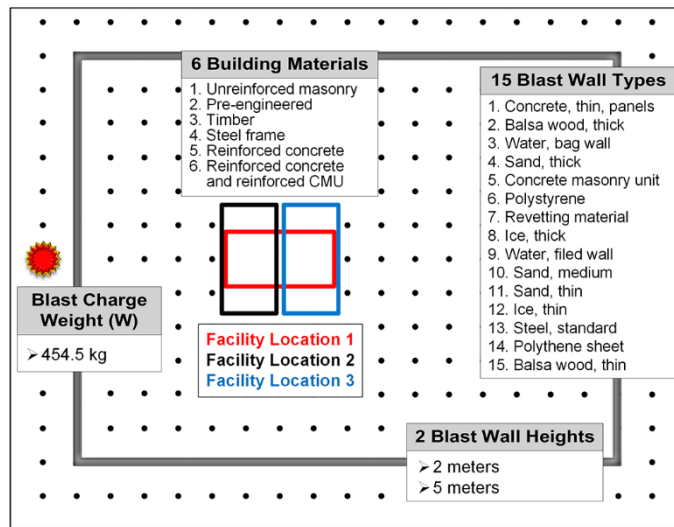 6 Building Materials
1. Unreinforced masonry
2. Pre-engineered
3. Timber
4. Steel frame
5. Reinforced concrete
6. Reinforced concrete
and reinforced CMU
15 Blast Wall Types
1. Concrete, thin, panels
2. Balsa wood, thick
3. Water, bag wall
4. Sand, thick
5. Concrete masonry unit
6. Polystyrene
7. Revetting material
8. Ice, thick
9. Water, filed wall
10. Sand, medium
11. Sand, thin
12. Ice, thin
13. Steel, standard
14. Polythene sheet
15. Balsa wood, thin
Blast Charge
Weight (W)
➢454.5 kg
Facility Location 1
Facility Location 2
Facility Location 3
2 Blast Wall Heights
➢2 meters
➢5 meters